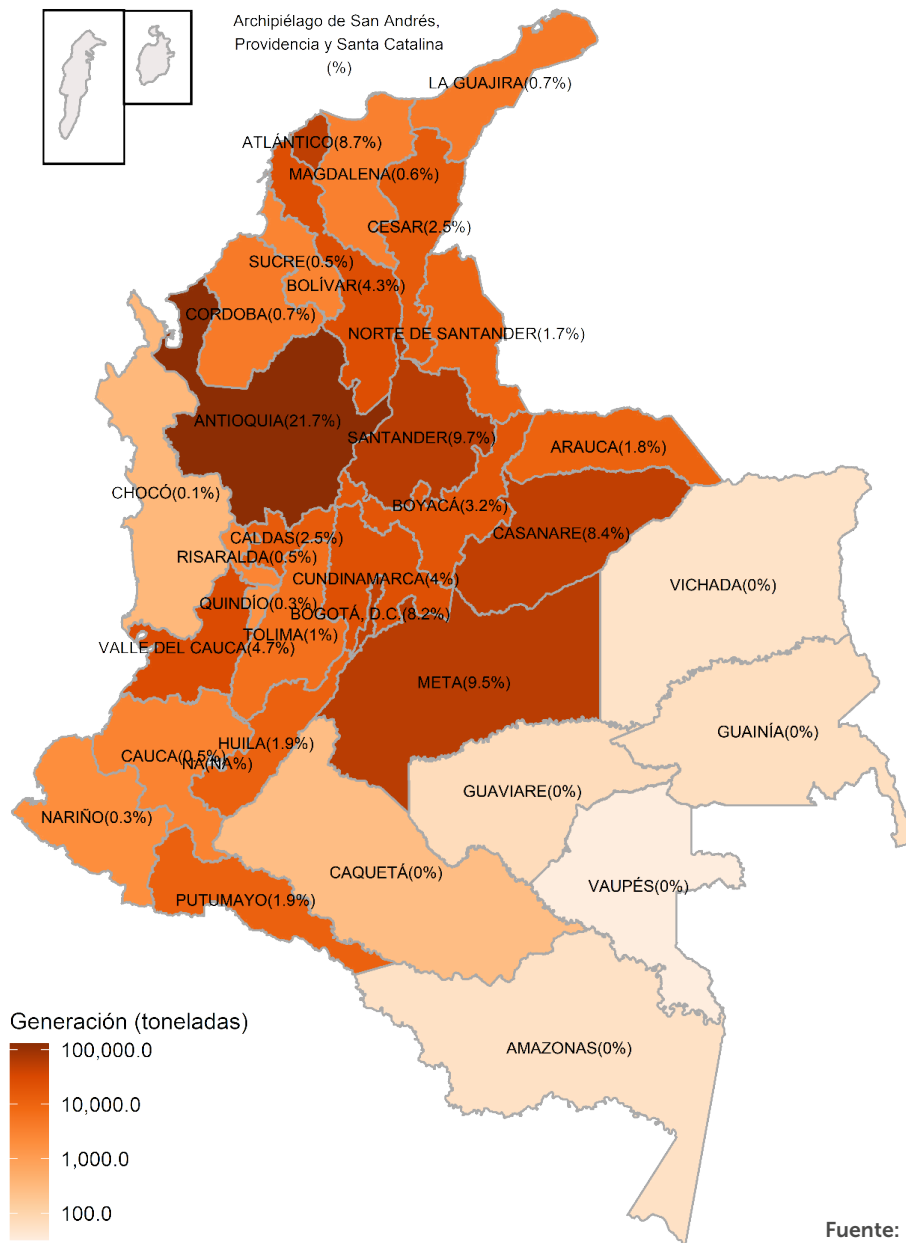 Archipiélago de San Andrés,
Providencia y Santa Catalina
(%)
LA GUAJIRA(0.7%)
ATLÁNTICO(8.7%)
MAGDALENA(0.6%)
CESAR(2.5%)
SUCRE(0.5%)
BOLÍVAR(4.3%)
CORDOBA(0.7%)
NORTE DE SANTANDER(1.7%)
ANTIOQUIA(21.7%)
SANTANDER(9.7%)
ARAUCA(1.8%)
CHOCÓ(0.1%)
BOYACÁ(3.2%)
CALDAS(2.5%)
CASANARE(8.4%)
RISARALDA(0.5%)
CUNDINAMARCA(4%)
VICHADA(0%)
QUINDÍO(0.3%)
BOGOTÁ, D.C.(8.2%)
TOLIMA(1%)
VALLE DEL CAUCA(4.7%)
META(9.5%)
GUAINÍA(0%)
HUILA(1.9%)
CAUCA(0.5%)
NA(NA%)
GUAVIARE(0%)
NARIÑO(0.3%)
CAQUETÁ(0%)
VAUPÉS(0%)
PUTUMAYO(1.9%)
AMAZONAS(0%)
Generación (toneladas)
100,000.0
10,000.0
1,000.0
100.0
Fuente: